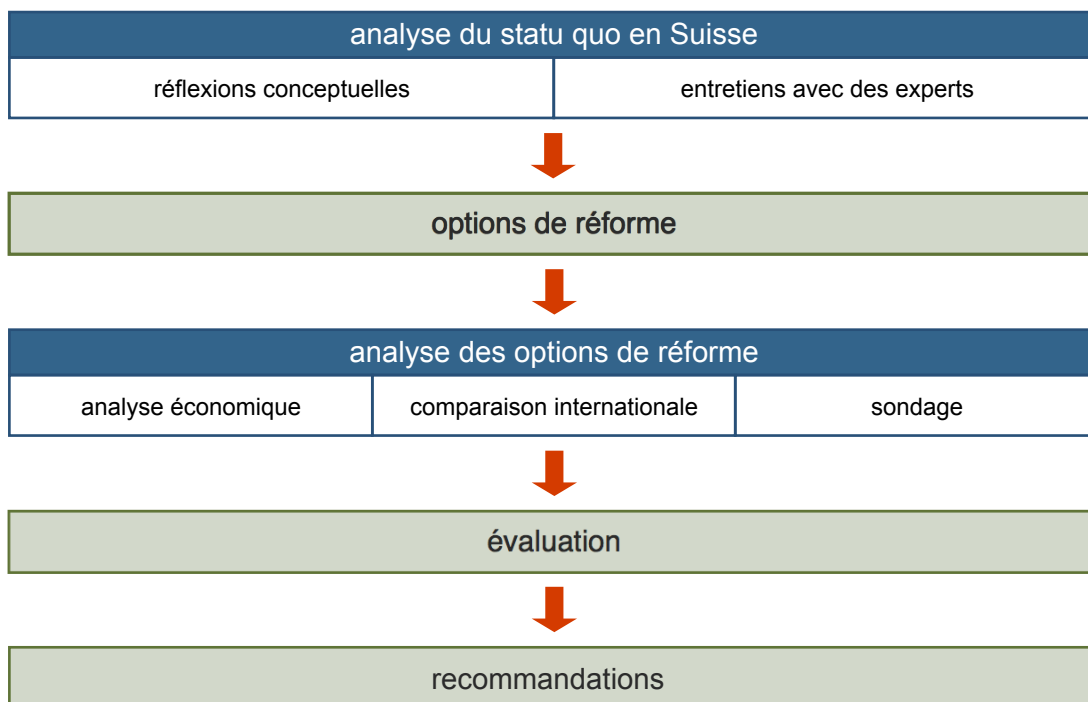 analyse du statu quo en Suisse
réflexions conceptuelles
entretiens avec des experts
options de réforme
analyse des options de réforme
analyse économique
comparaison internationale
sondage
évaluation
recommandations